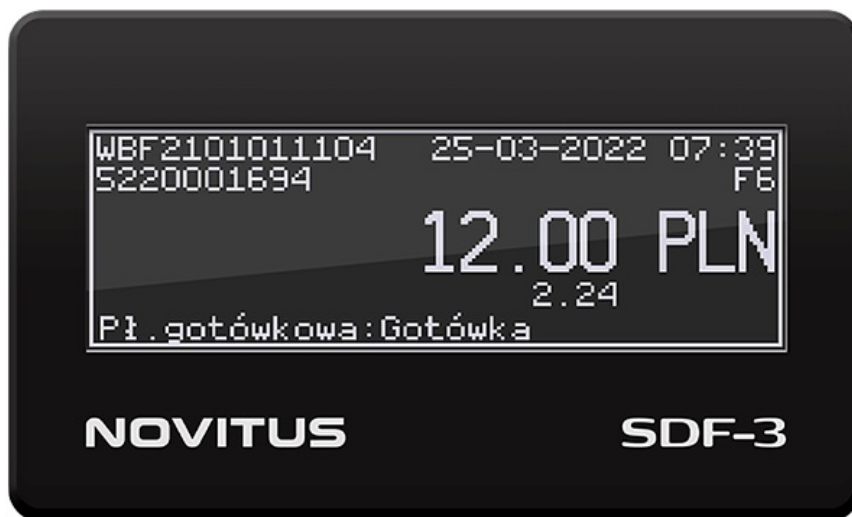 WBF2101011104 25-03-2022 07:39
5220001694 F6
12.00 PLN
2.24
Pł.gotówkowa:Gotówka
NOVITUS SDF-3